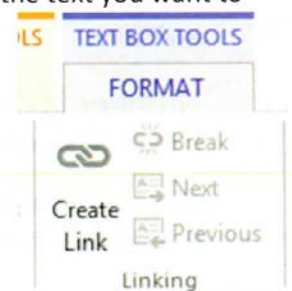 the text you want to
LS TEXT BOX TOOLS
FORMAT
Break
Next
Create
Link
Previous
Linking